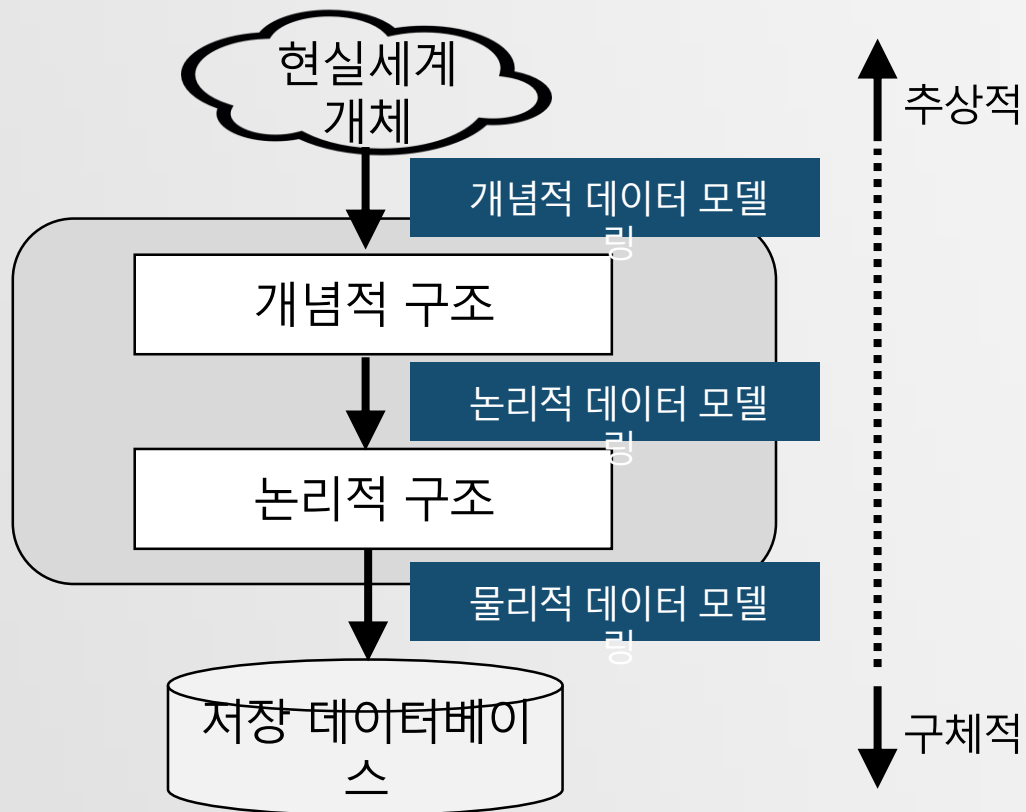 현실세계
개체
추상적
개념적 데이터 모델
링
개념적 구조
논리적 데이터 모델
링
논리적 구조
물리적 데이터 모델
링
저장 데이터베이
스
구체적